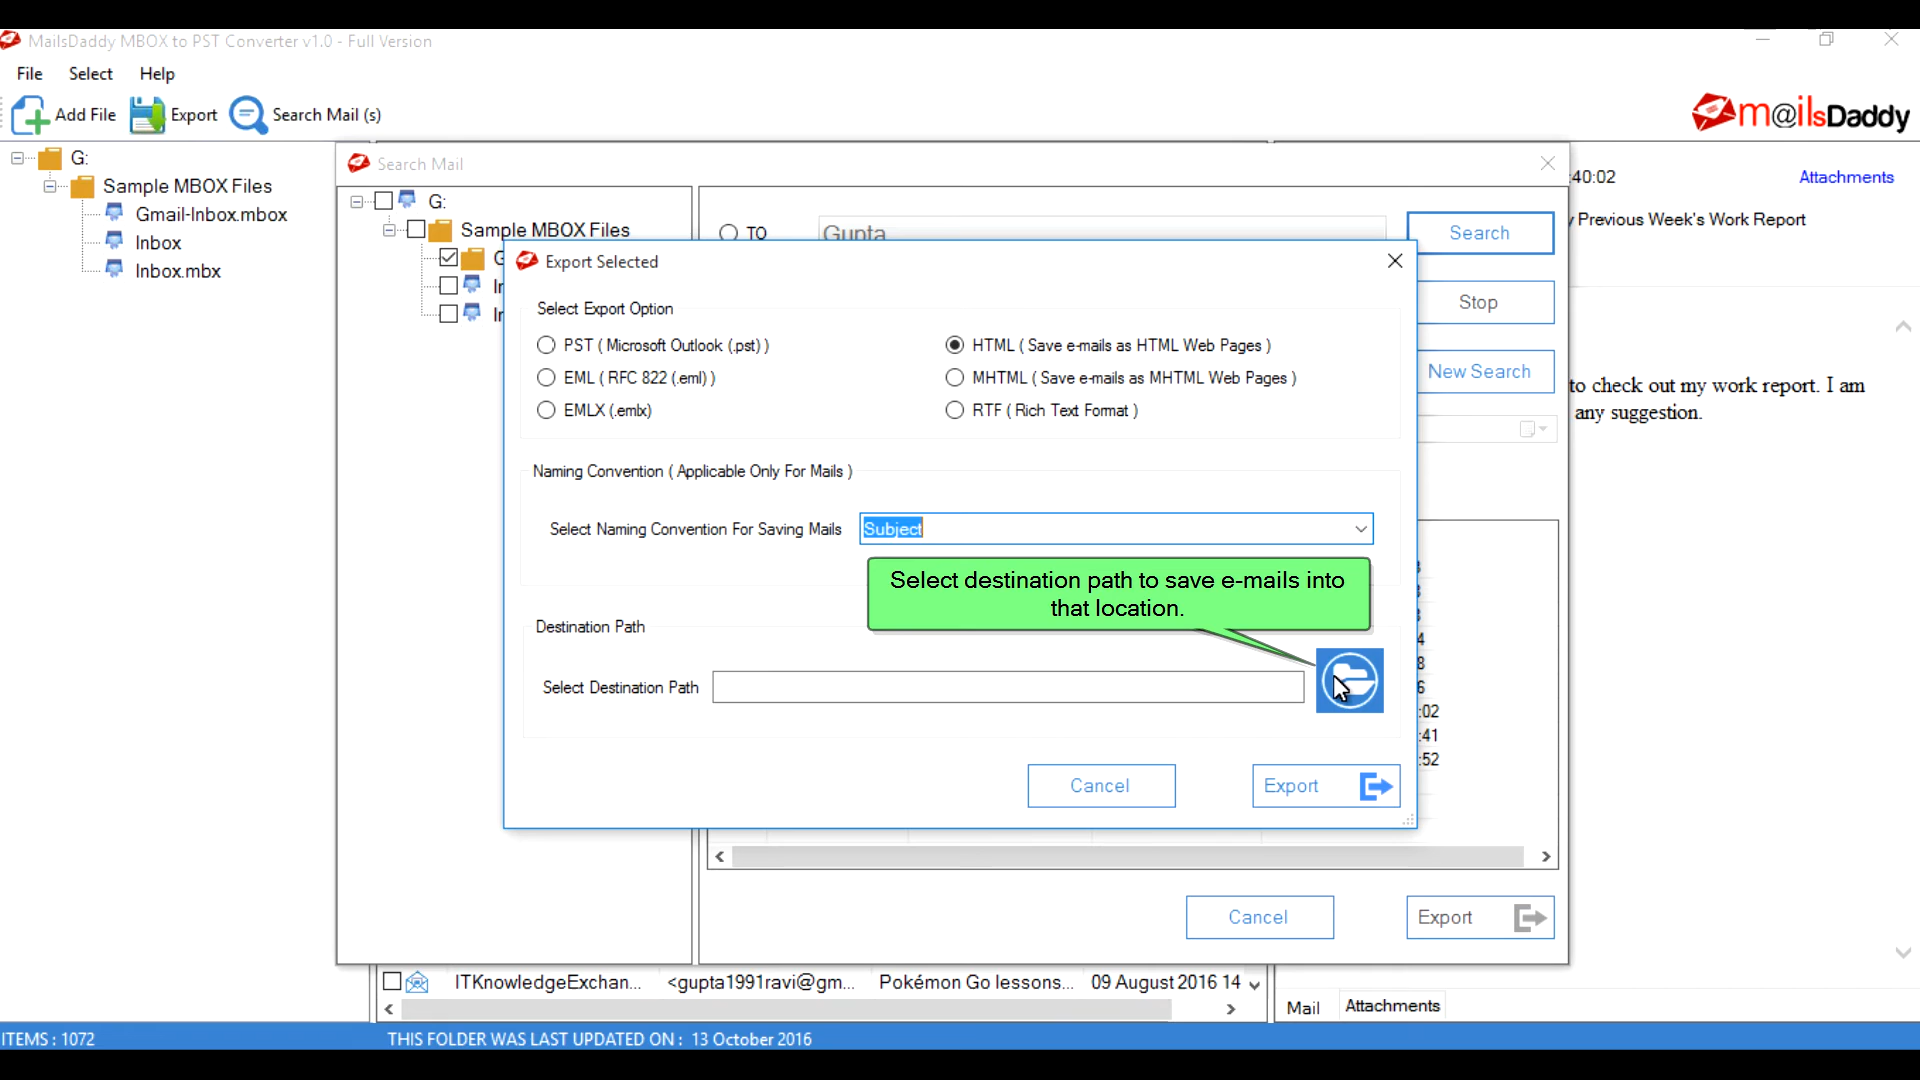 MailsDaddy MBOX to PST Converter v1.0 - Full Version
File Select Help
Add File Export Search Mail (s)
m@ilsDaddy
G:
Sample MBOX Files
Gmail-Inbox.mbox
Inbox
Inbox.mbx
Search Mail
G:
Sample MBOX Files
TO Gupta
Search
Stop
New Search
:40:02
Attachments
y Previous Week's Work Report
to check out my work report. I am
any suggestion.
Export Selected
Select Export Option
PST ( Microsoft Outlook (.pst) )
HTML ( Save e-mails as HTML Web Pages )
EML ( RFC 822 (.eml) )
MHTML ( Save e-mails as MHTML Web Pages )
EMLX (.emlx)
RTF ( Rich Text Format )
Naming Convention ( Applicable Only For Mails )
Select Naming Convention For Saving Mails Subject
Select destination path to save e-mails into
that location.
Destination Path
Select Destination Path
Cancel Export
:02
:41
:52
Cancel Export
ITKnowledgeExchan... <gupta1991ravi@gm... Pokémon Go lessons... 09 August 2016 14
Mail Attachments
ITEMS : 1072 THIS FOLDER WAS LAST UPDATED ON : 13 October 2016